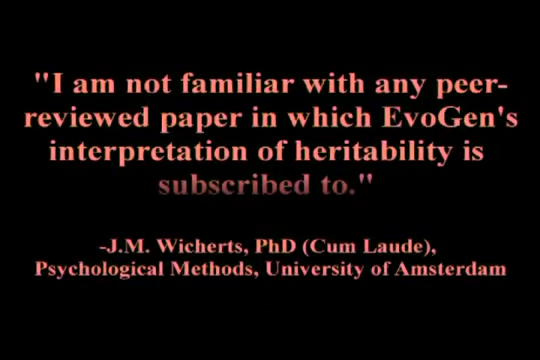 "I am not familiar with any peer-
reviewed paper in which EvoGen's
interpretation of heritability is
subscribed to."
-J.M. Wicherts, PhD (Cum Laude),
Psychological Methods, University of Amsterdam